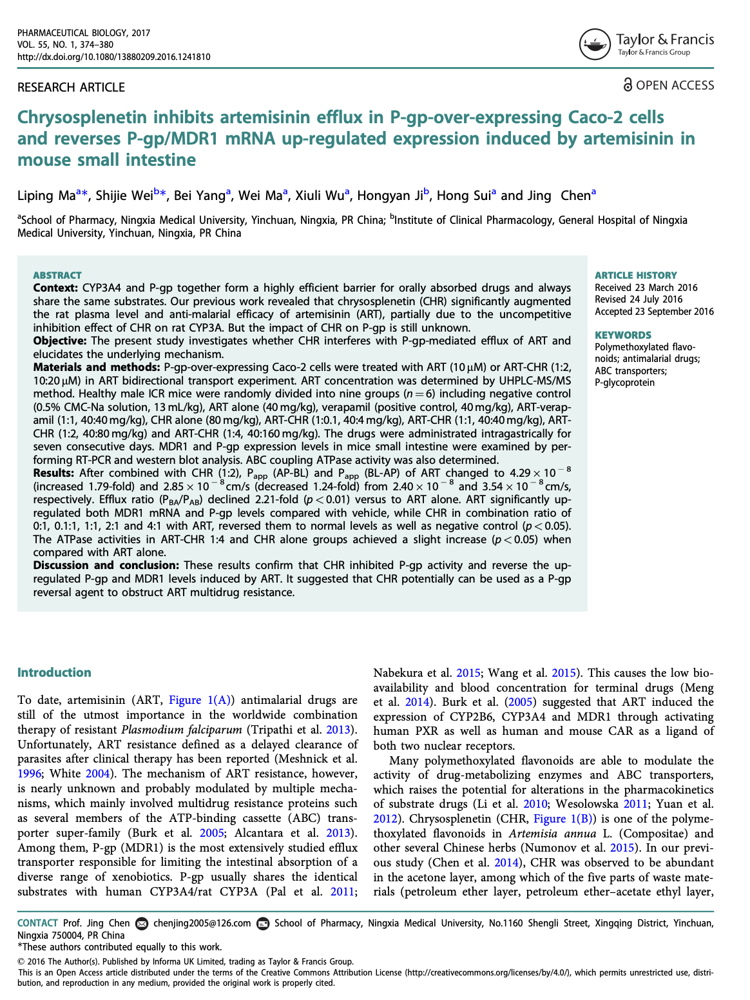 PHARMACEUTICAL BIOLOGY, 2017
VOL. 55, NO. 1, 374–380
http://dx.doi.org/10.1080/13880209.2016.1241810
Taylor & Francis
Taylor & Francis Group
RESEARCH ARTICLE
OPEN ACCESS
Chrysosplenetin inhibits artemisinin efflux in P-gp-over-expressing Caco-2 cells
and reverses P-gp/MDR1 mRNA up-regulated expression induced by artemisinin in
mouse small intestine
Liping Maa*, Shijie Weib*, Bei Yanga, Wei Maa, Xiuli Wua, Hongyan Jib, Hong Suia and Jing Chena
aSchool of Pharmacy, Ningxia Medical University, Yinchuan, Ningxia, PR China; bInstitute of Clinical Pharmacology, General Hospital of Ningxia
Medical University, Yinchuan, Ningxia, PR China
ABSTRACT
Context: CYP3A4 and P-gp together form a highly efficient barrier for orally absorbed drugs and always
share the same substrates. Our previous work revealed that chrysosplenetin (CHR) significantly augmented
the rat plasma level and anti-malarial efficacy of artemisinin (ART), partially due to the uncompetitive
inhibition effect of CHR on rat CYP3A. But the impact of CHR on P-gp is still unknown.
Objective: The present study investigates whether CHR interferes with P-gp-mediated efflux of ART and
elucidates the underlying mechanism.
Materials and methods: P-gp-over-expressing Caco-2 cells were treated with ART (10 μM) or ART-CHR (1:2,
10:20 μM) in ART bidirectional transport experiment. ART concentration was determined by UHPLC-MS/MS
method. Healthy male ICR mice were randomly divided into nine groups (n = 6) including negative control
(0.5% CMC-Na solution, 13 mL/kg), ART alone (40 mg/kg), verapamil (positive control, 40 mg/kg), ART-verap-
amil (1:1, 40:40 mg/kg), CHR alone (80 mg/kg), ART-CHR (1:0.1, 40:4 mg/kg), ART-CHR (1:1, 40:40 mg/kg), ART-
CHR (1:2, 40:80 mg/kg) and ART-CHR (1:4, 40:160 mg/kg). The drugs were administrated intragastrically for
seven consecutive days. MDR1 and P-gp expression levels in mice small intestine were examined by per-
forming RT-PCR and western blot analysis. ABC coupling ATPase activity was also determined.
Results: After combined with CHR (1:2), Papp (AP-BL) and Papp (BL-AP) of ART changed to 4.29 × 10 − 8
(increased 1.79-fold) and 2.85 × 10 − 8 cm/s (decreased 1.24-fold) from 2.40 × 10 − 8 and 3.54 × 10 − 8 cm/s,
respectively. Efflux ratio (PBA/PAB) declined 2.21-fold (p < 0.01) versus to ART alone. ART significantly up-
regulated both MDR1 mRNA and P-gp levels compared with vehicle, while CHR in combination ratio of
0:1, 0.1:1, 1:1, 2:1 and 4:1 with ART, reversed them to normal levels as well as negative control (p < 0.05).
The ATPase activities in ART-CHR 1:4 and CHR alone groups achieved a slight increase (p < 0.05) when
compared with ART alone.
Discussion and conclusion: These results confirm that CHR inhibited P-gp activity and reverse the up-
regulated P-gp and MDR1 levels induced by ART. It suggested that CHR potentially can be used as a P-gp
reversal agent to obstruct ART multidrug resistance.
ARTICLE HISTORY
Received 23 March 2016
Revised 24 July 2016
Accepted 23 September 2016
KEYWORDS
Polymethoxylated flavo-
noids; antimalarial drugs;
ABC transporters;
P-glycoprotein
Introduction
To date, artemisinin (ART, Figure 1(A)) antimalarial drugs are
still of the utmost importance in the worldwide combination
therapy of resistant Plasmodium falciparum (Tripathi et al. 2013).
Unfortunately, ART resistance defined as a delayed clearance of
parasites after clinical therapy has been reported (Meshnick et al.
1996; White 2004). The mechanism of ART resistance, however,
is nearly unknown and probably modulated by multiple mecha-
nisms, which mainly involved multidrug resistance proteins such
as several members of the ATP-binding cassette (ABC) trans-
porter super-family (Burk et al. 2005; Alcantara et al. 2013).
Among them, P-gp (MDR1) is the most extensively studied efflux
transporter responsible for limiting the intestinal absorption of a
diverse range of xenobiotics. P-gp usually shares the identical
substrates with human CYP3A4/rat CYP3A (Pal et al. 2011;
Nabekura et al. 2015; Wang et al. 2015). This causes the low bio-
availability and blood concentration for terminal drugs (Meng
et al. 2014). Burk et al. (2005) suggested that ART induced the
expression of CYP2B6, CYP3A4 and MDR1 through activating
human PXR as well as human and mouse CAR as a ligand of
both two nuclear receptors.
Many polymethoxylated flavonoids are able to modulate the
activity of drug-metabolizing enzymes and ABC transporters,
which raises the potential for alterations in the pharmacokinetics
of substrate drugs (Li et al. 2010; Wesolowska 2011; Yuan et al.
2012). Chrysosplenetin (CHR, Figure 1(B)) is one of the polyme-
thoxylated flavonoids in Artemisia annua L. (Compositae) and
other several Chinese herbs (Numonov et al. 2015). In our previ-
ous study (Chen et al. 2014), CHR was observed to be abundant
in the acetone layer, among which of the five parts of waste mate-
rials (petroleum ether layer, petroleum ether–acetate ethyl layer,
CONTACT Prof. Jing Chen chenjing2005@126.com School of Pharmacy, Ningxia Medical University, No.1160 Shengli Street, Xingqing District, Yinchuan,
Ningxia 750004, PR China
*These authors contributed equally to this work.
© 2016 The Author(s). Published by Informa UK Limited, trading as Taylor & Francis Group.
This is an Open Access article distributed under the terms of the Creative Commons Attribution License (http://creativecommons.org/licenses/by/4.0/), which permits unrestricted use, distri-
bution, and reproduction in any medium, provided the original work is properly cited.